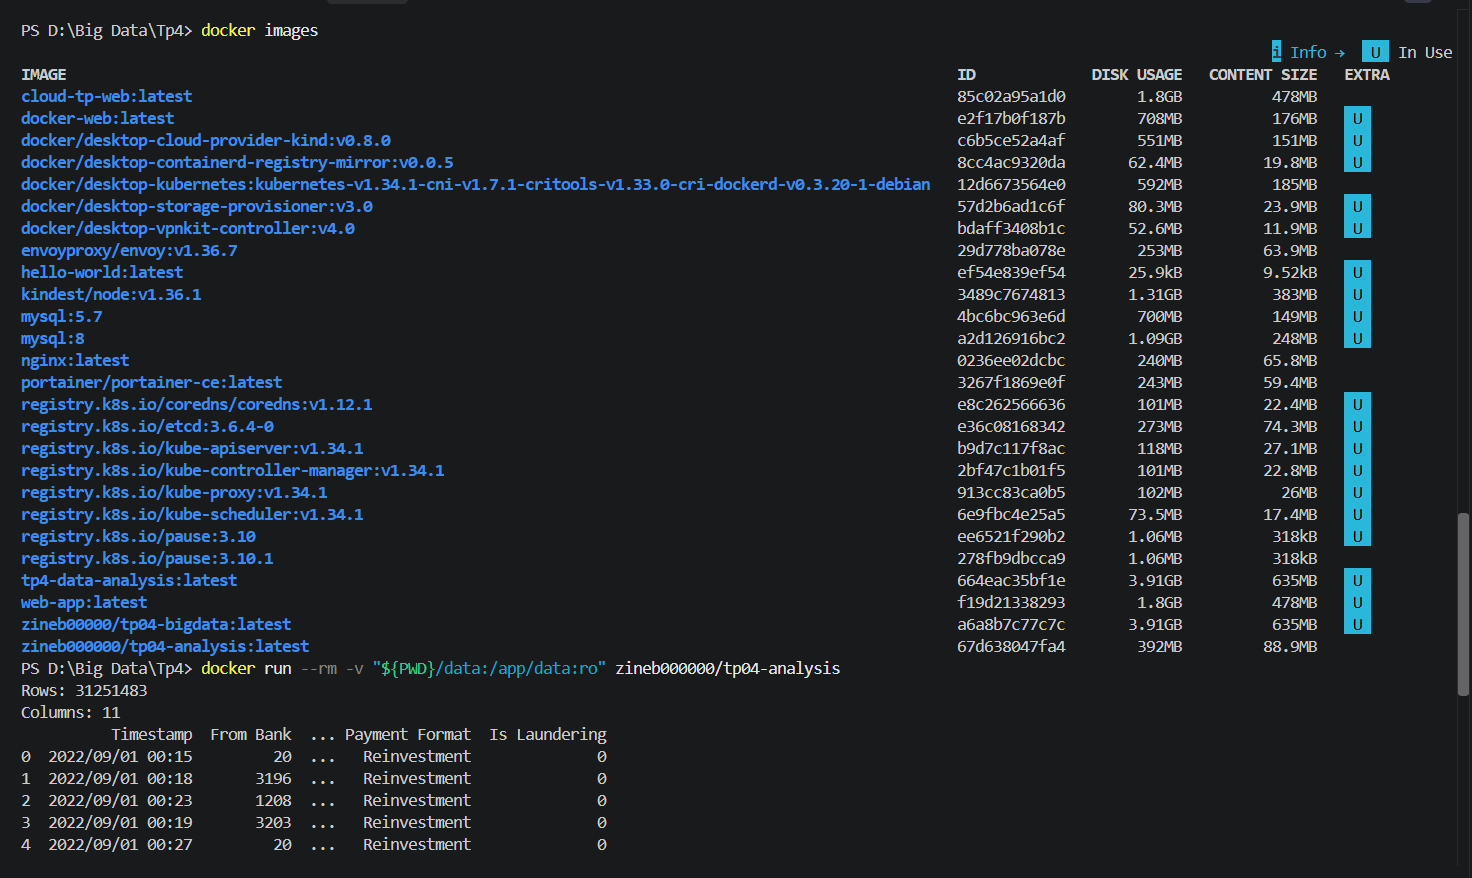 PS D:\Big Data\Tp4> docker images
i Info → U In Use
IMAGE ID DISK USAGE CONTENT SIZE EXTRA
cloud-tp-web:latest 85c02a95a1d0 1.8GB 478MB
docker-web:latest e2f17b0f187b 708MB 176MB U
docker/desktop-cloud-provider-kind:v0.8.0 c6b5ce52a4af 551MB 151MB U
docker/desktop-containerd-registry-mirror:v0.0.5 8cc4ac9320da 62.4MB 19.8MB U
docker/desktop-kubernetes:kubernetes-v1.34.1-cni-v1.7.1-critools-v1.33.0-cri-dockerd-v0.3.20-1-debian 12d6673564e0 592MB 185MB
docker/desktop-storage-provisioner:v3.0 57d2b6ad1c6f 80.3MB 23.9MB U
docker/desktop-vpnkit-controller:v4.0 bdaff3408b1c 52.6MB 11.9MB U
envoyproxy/envoy:v1.36.7 29d778ba078e 253MB 63.9MB
hello-world:latest ef54e839ef54 25.9kB 9.52kB U
kindest/node:v1.36.1 3489c7674813 1.31GB 383MB U
mysql:5.7 4bc6bc963e6d 700MB 149MB U
mysql:8 a2d126916bc2 1.09GB 248MB U
nginx:latest 0236ee02dcbc 240MB 65.8MB
portainer/portainer-ce:latest 3267f1869e0f 243MB 59.4MB
registry.k8s.io/coredns/coredns:v1.12.1 e8c262566636 101MB 22.4MB U
registry.k8s.io/etcd:3.6.4-0 e36c08168342 273MB 74.3MB U
registry.k8s.io/kube-apiserver:v1.34.1 b9d7c117f8ac 118MB 27.1MB U
registry.k8s.io/kube-controller-manager:v1.34.1 2bf47c1b01f5 101MB 22.8MB U
registry.k8s.io/kube-proxy:v1.34.1 913cc83ca0b5 102MB 26MB U
registry.k8s.io/kube-scheduler:v1.34.1 6e9fbc4e25a5 73.5MB 17.4MB U
registry.k8s.io/pause:3.10 ee6521f290b2 1.06MB 318kB U
registry.k8s.io/pause:3.10.1 278fb9dbcca9 1.06MB 318kB
tp4-data-analysis:latest 664eac35bf1e 3.91GB 635MB U
web-app:latest f19d21338293 1.8GB 478MB U
zineb00000/tp04-bigdata:latest a6a8b7c77c7c 3.91GB 635MB U
zineb000000/tp04-analysis:latest 67d638047fa4 392MB 88.9MB
PS D:\Big Data\Tp4> docker run --rm -v "${PWD}/data:/app/data:ro" zineb000000/tp04-analysis
Rows: 31251483
Columns: 11
Timestamp From Bank ... Payment Format Is Laundering
0 2022/09/01 00:15 20 ... Reinvestment 0
1 2022/09/01 00:18 3196 ... Reinvestment 0
2 2022/09/01 00:23 1208 ... Reinvestment 0
3 2022/09/01 00:19 3203 ... Reinvestment 0
4 2022/09/01 00:27 20 ... Reinvestment 0